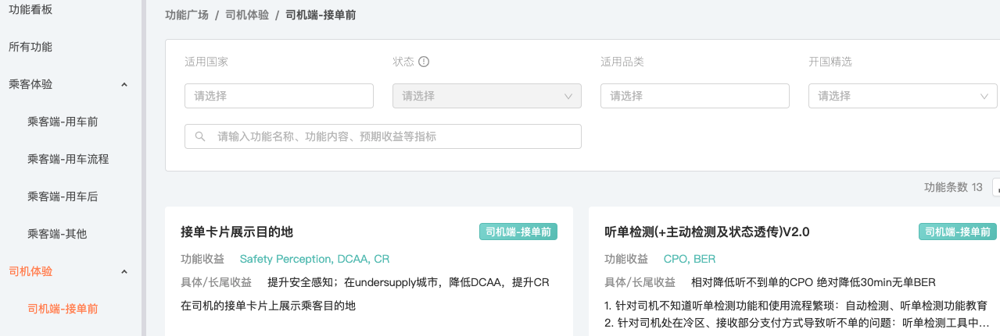 功能看板
所有功能
乘客体验
乘客端-用车前
乘客端-用车流程
乘客端-用车后
乘客端-其他
司机体验
司机端-接单前
功能广场 / 司机体验 / 司机端-接单前
适用国家 状态 适用品类 开国精选
请选择 请选择 请选择 请选择
请输入功能名称、功能内容、预期收益等指标
功能条数 13
接单卡片展示目的地 司机端-接单前
功能收益 Safety Perception, DCAA, CR
具体/长尾收益 提升安全感知；在undersupply城市，降低DCAA，提升CR
在司机的接单卡片上展示乘客目的地
听单检测(+主动检测及状态透传)V2.0 司机端-接单前
功能收益 CPO, BER
具体/长尾收益 相对降低听不到单的CPO 绝对降低30min无单BER
1. 针对司机不知道听单检测功能和使用流程繁琐：自动检测、听单检测功能教育
2. 针对司机处在冷区、接收部分支付方式导致听不单的问题：听单检测工具中...